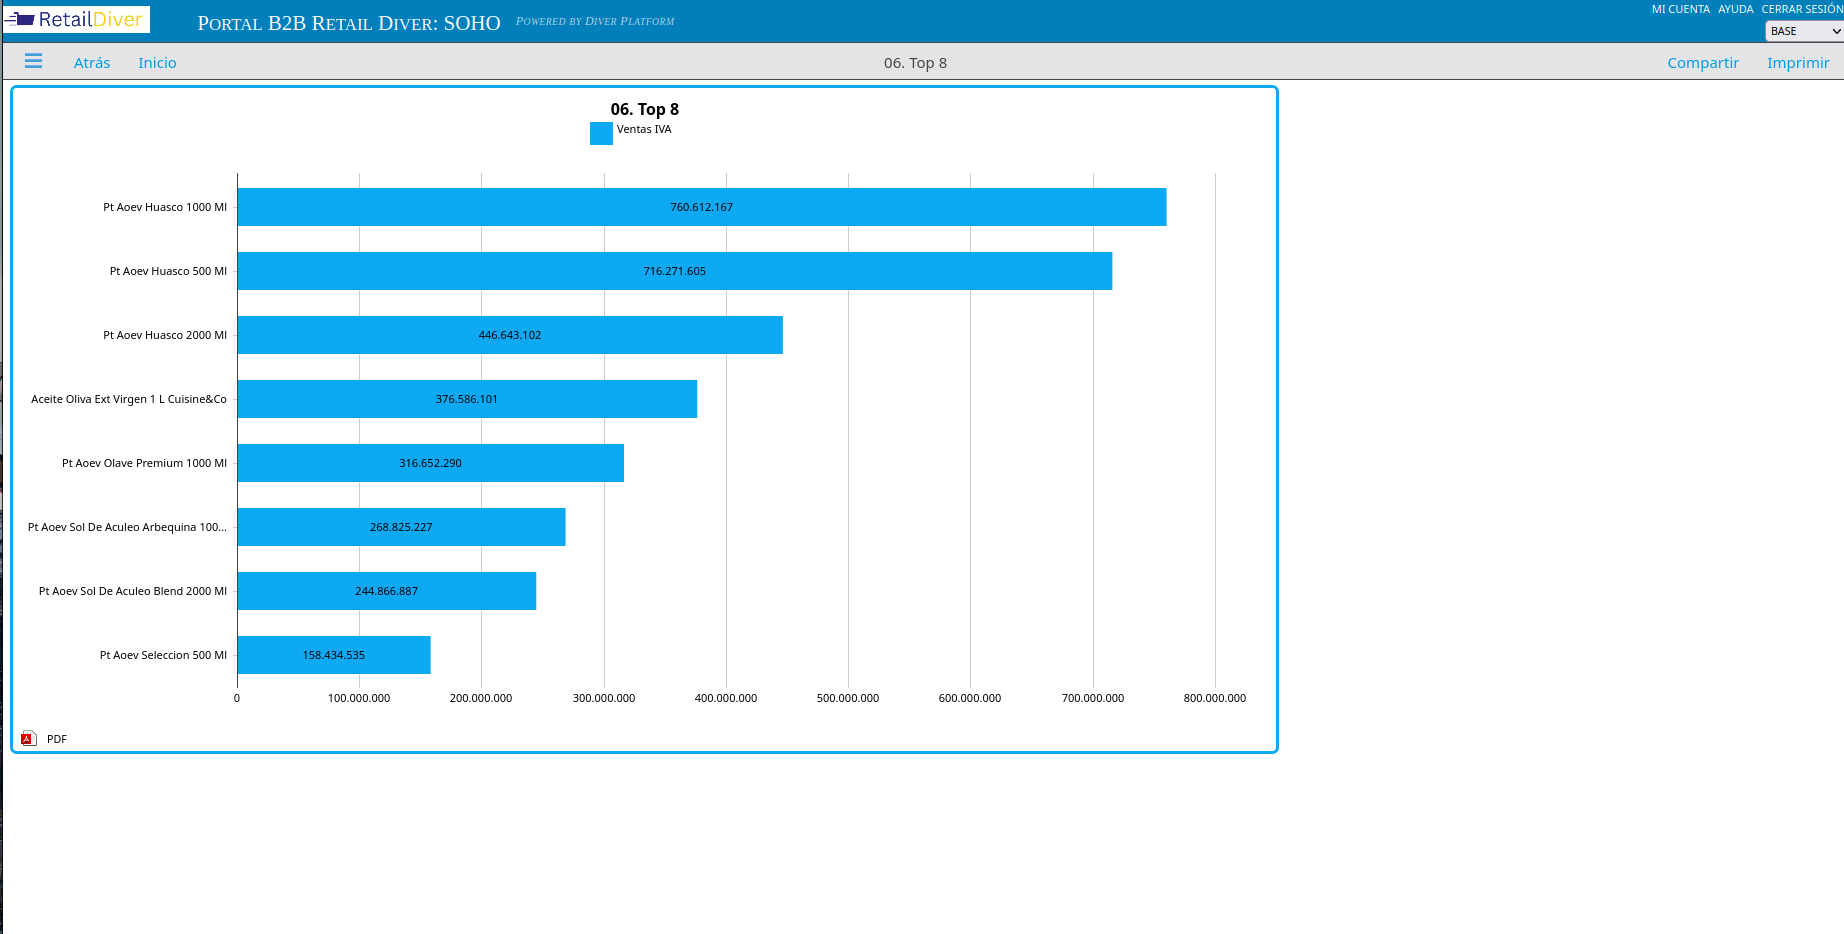 RetailDiver
PORTAL B2B RETAIL DIVER: SOHO
POWERED BY DIVER PLATFORM
MI CUENTA AYUDA CERRAR SESIÓN
BASE
Atrás Inicio
06. Top 8
Compartir Imprimir
06. Top 8
Ventas IVA
Pt Aoev Huasco 1000 Ml 760.612.167
Pt Aoev Huasco 500 Ml 716.271.605
Pt Aoev Huasco 2000 Ml 446.643.102
Aceite Oliva Ext Virgen 1 L Cuisine&Co 376.586.101
Pt Aoev Olave Premium 1000 Ml 316.652.290
Pt Aoev Sol De Aculeo Arbequina 100... 268.825.227
Pt Aoev Sol De Aculeo Blend 2000 Ml 244.866.887
Pt Aoev Seleccion 500 Ml 158.434.535
0 100.000.000 200.000.000 300.000.000 400.000.000 500.000.000 600.000.000 700.000.000 800.000.000
PDF